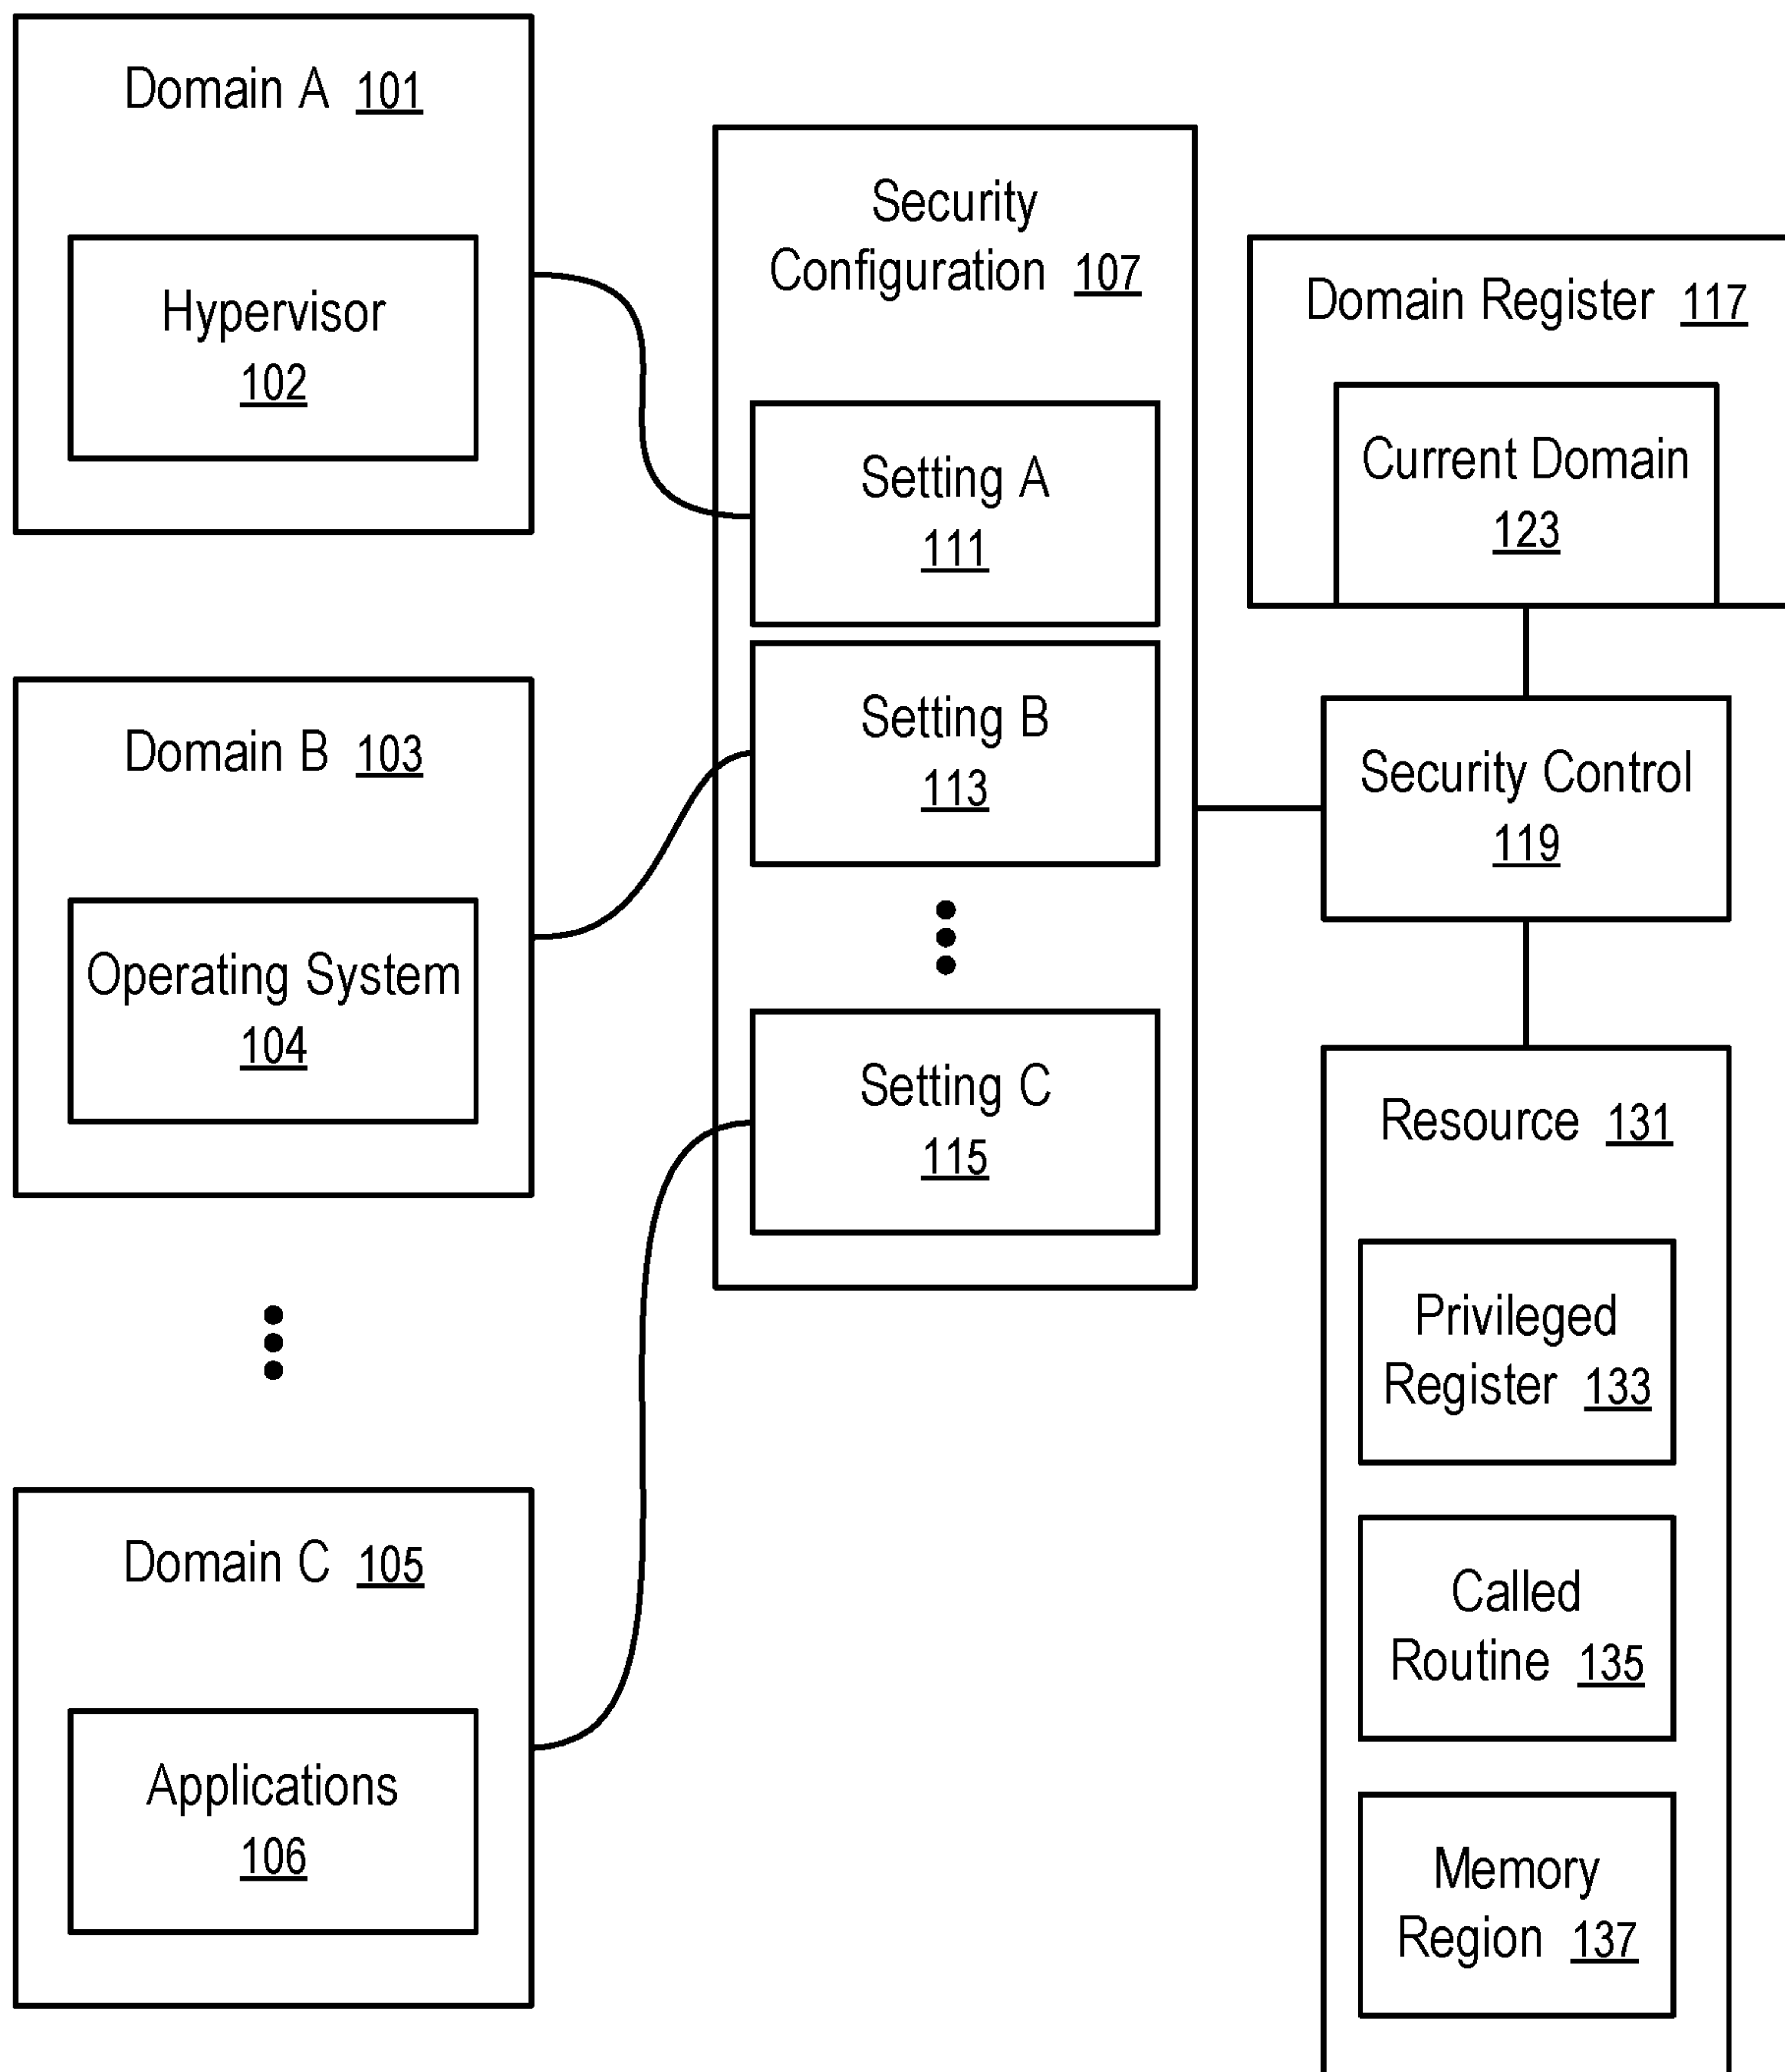 Domain A 101
Hypervisor
102
Domain B 103
Operating System
104
Domain C 105
Applications
106
Security
Configuration 107
Setting A
111
Setting B
113
Setting C
115
Domain Register 117
Current Domain
123
Security Control
119
Resource 131
Privileged
Register 133
Called
Routine 135
Memory
Region 137